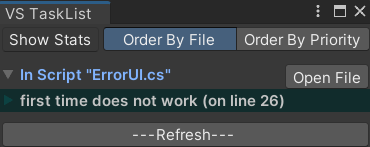 VS TaskList
Show Stats Order By File Order By Priority
In Script "ErrorUI.cs" Open File
first time does not work (on line 26)
---Refresh---